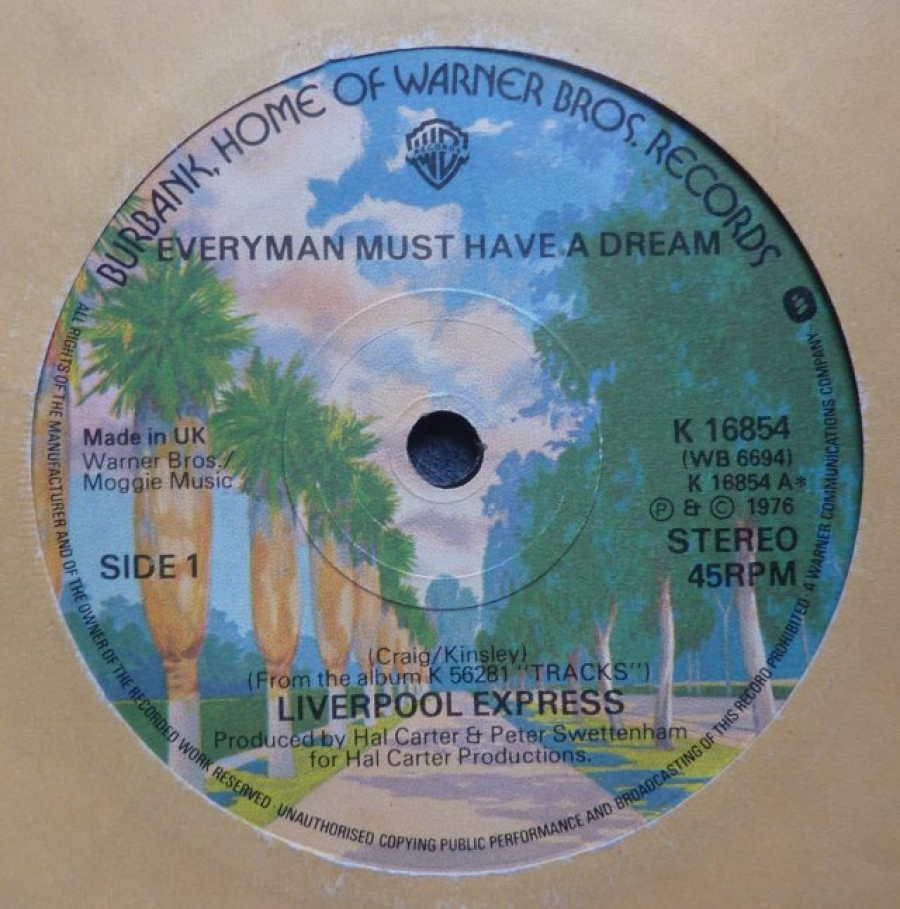 BURBANK, HOME OF WARNER BROS. RECORDS
WB
RECORDS
EVERYMAN MUST HAVE A DREAM
Made in UK
Warner Bros./
Moggie Music
SIDE 1
K 16854
(WB 6694)
K 16854 A*
Ⓟ & © 1976
STEREO
45RPM
(Craig/Kinsley)
(From the album K 56281 "TRACKS")
LIVERPOOL EXPRESS
Produced by Hal Carter & Peter Swettenham
for Hal Carter Productions.
ALL RIGHTS OF THE MANUFACTURER AND OF THE OWNER OF THE RECORDED WORK RESERVED · UNAUTHORISED COPYING PUBLIC PERFORMANCE AND BROADCASTING OF THIS RECORD PROHIBITED · A WARNER COMMUNICATIONS COMPANY